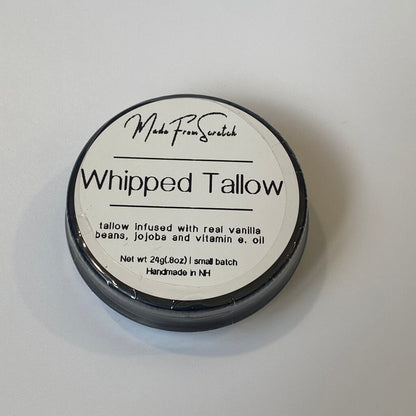 Made From Scratch
Whipped Tallow
tallow infused with real vanilla
beans, jojoba and vitamin e. oil
Net wt 24g(.8oz) | small batch
Handmade in NH